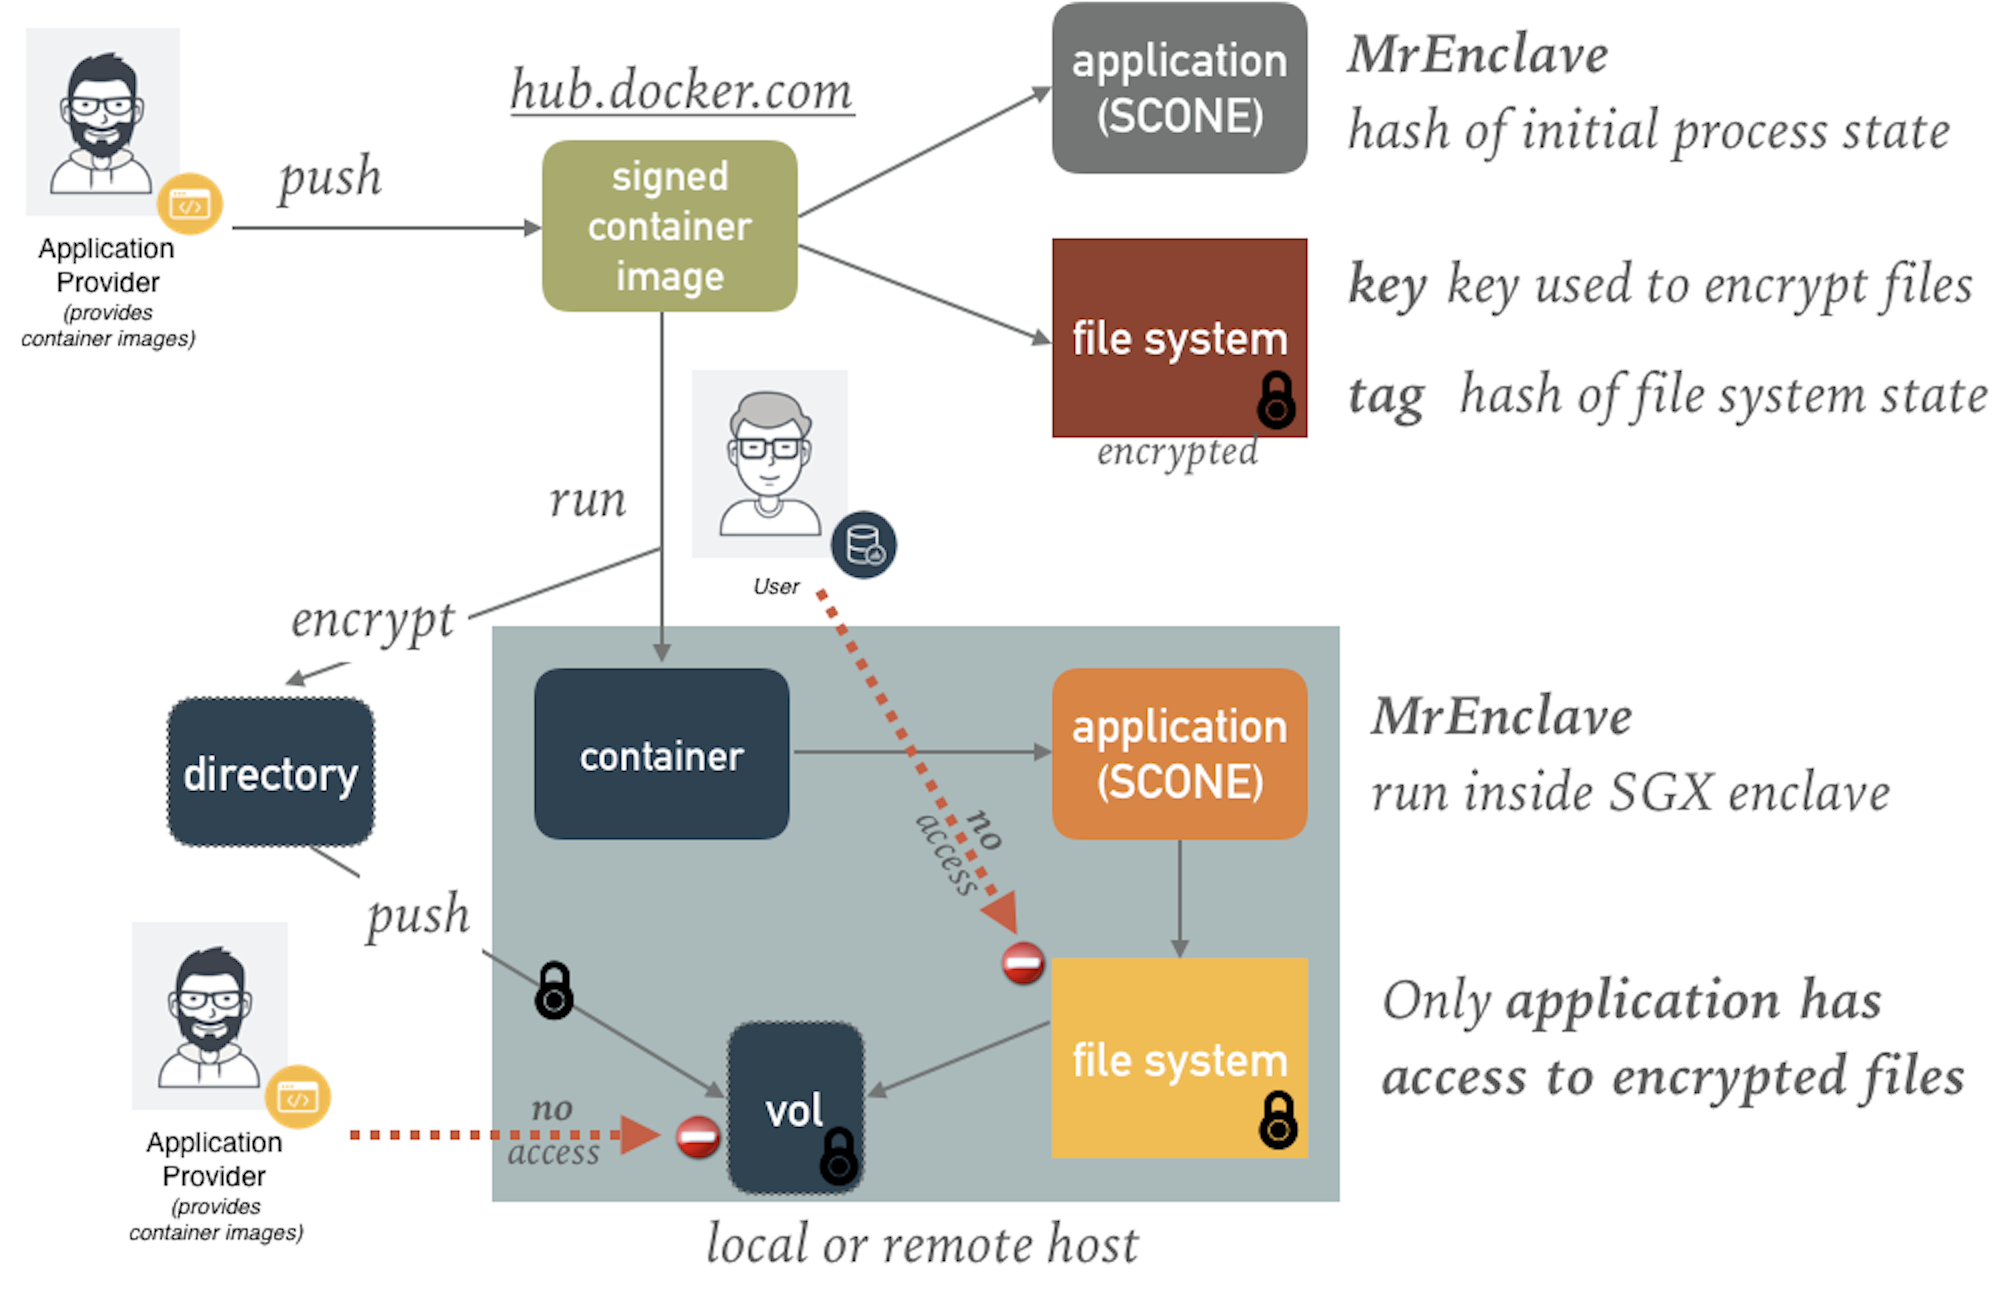 hub.docker.com
push
Application
Provider
(provides
container images)
signed
container
image
application
(SCONE)
MrEnclave
hash of initial process state
file system
encrypted
key key used to encrypt files
tag hash of file system state
run
User
encrypt
directory
container
application
(SCONE)
MrEnclave
run inside SGX enclave
no
access
push
Application
Provider
(provides
container images)
no
access
vol
file system
Only application has
access to encrypted files
local or remote host